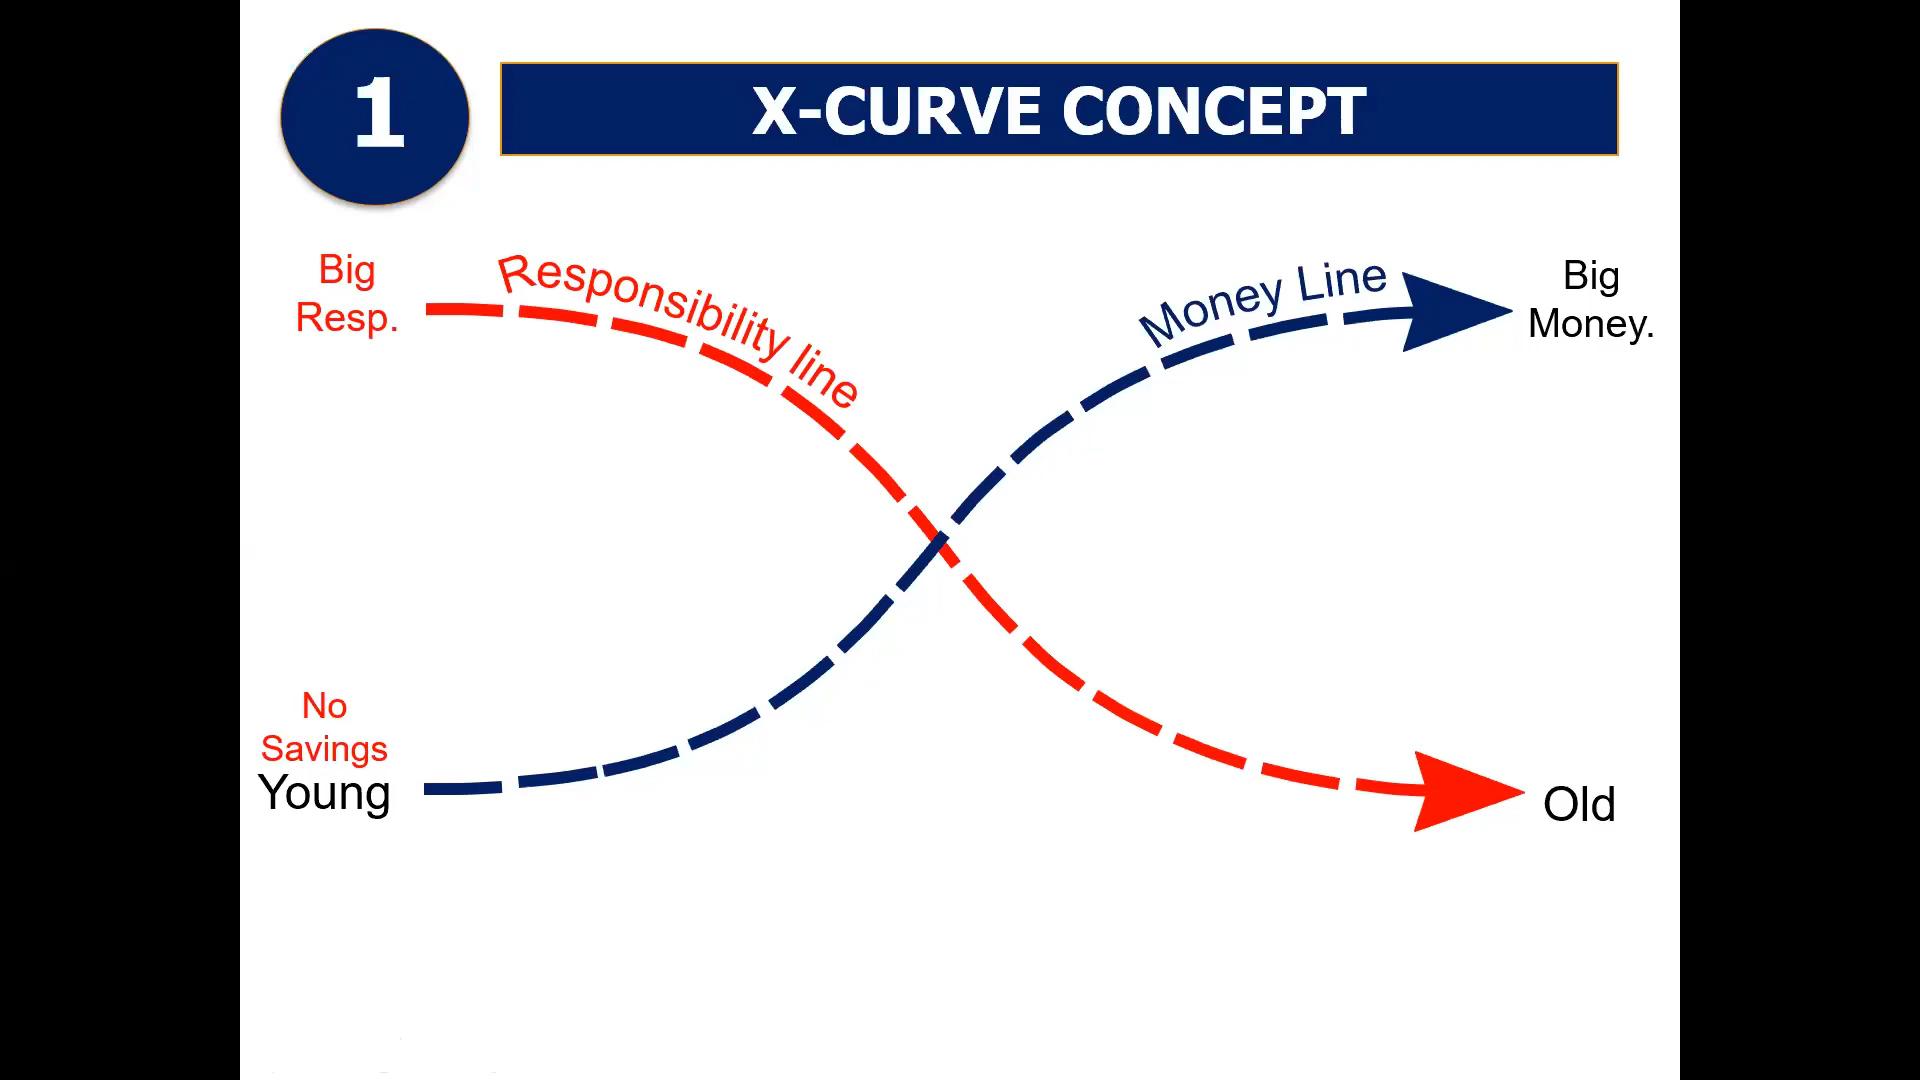 1
X-CURVE CONCEPT
Big
Resp.
Responsibility line
Money Line
Big
Money.
No
Savings
Young
Old